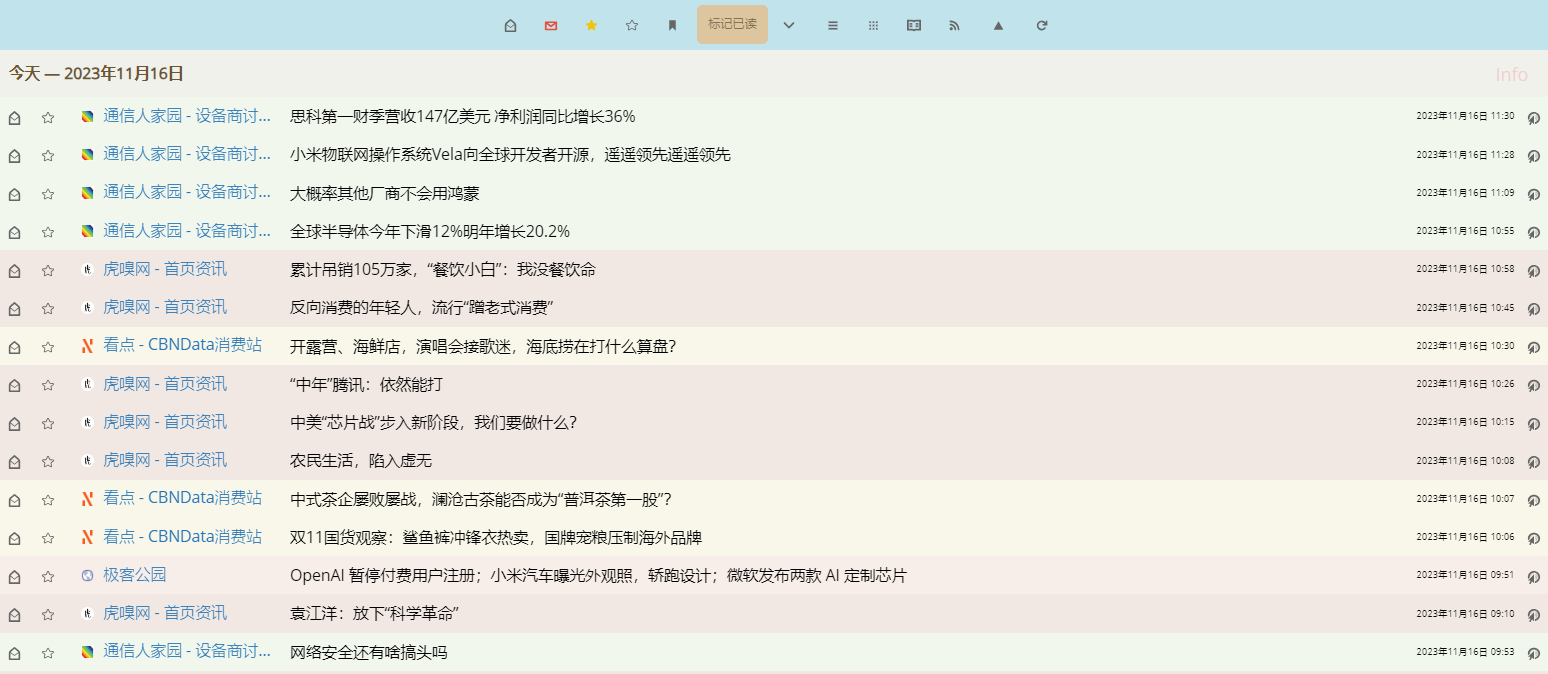 标记已读
今天 — 2023年11月16日 Info
通信人家园 - 设备商讨... 思科第一财季营收147亿美元 净利润同比增长36% 2023年11月16日 11:30
通信人家园 - 设备商讨... 小米物联网操作系统Vela向全球开发者开源，遥遥领先遥遥领先 2023年11月16日 11:28
通信人家园 - 设备商讨... 大概率其他厂商不会用鸿蒙 2023年11月16日 11:09
通信人家园 - 设备商讨... 全球半导体今年下滑12%明年增长20.2% 2023年11月16日 10:55
虎嗅网 - 首页资讯 累计吊销105万家，“餐饮小白”：我没餐饮命 2023年11月16日 10:58
虎嗅网 - 首页资讯 反向消费的年轻人，流行“蹭老式消费” 2023年11月16日 10:45
看点 - CBNData消费站 开露营、海鲜店，演唱会接歌迷，海底捞在打什么算盘？ 2023年11月16日 10:30
虎嗅网 - 首页资讯 “中年”腾讯：依然能打 2023年11月16日 10:26
虎嗅网 - 首页资讯 中美“芯片战”步入新阶段，我们要做什么？ 2023年11月16日 10:15
虎嗅网 - 首页资讯 农民生活，陷入虚无 2023年11月16日 10:08
看点 - CBNData消费站 中式茶企屡败屡战，澜沧古茶能否成为“普洱茶第一股”？ 2023年11月16日 10:07
看点 - CBNData消费站 双11国货观察：鲨鱼裤冲锋衣热卖，国牌宠粮压制海外品牌 2023年11月16日 10:06
极客公园 OpenAI 暂停付费用户注册；小米汽车曝光外观照，轿跑设计；微软发布两款 AI 定制芯片 2023年11月16日 09:51
虎嗅网 - 首页资讯 袁江洋：放下“科学革命” 2023年11月16日 09:10
通信人家园 - 设备商讨... 网络安全还有啥搞头吗 2023年11月16日 09:53